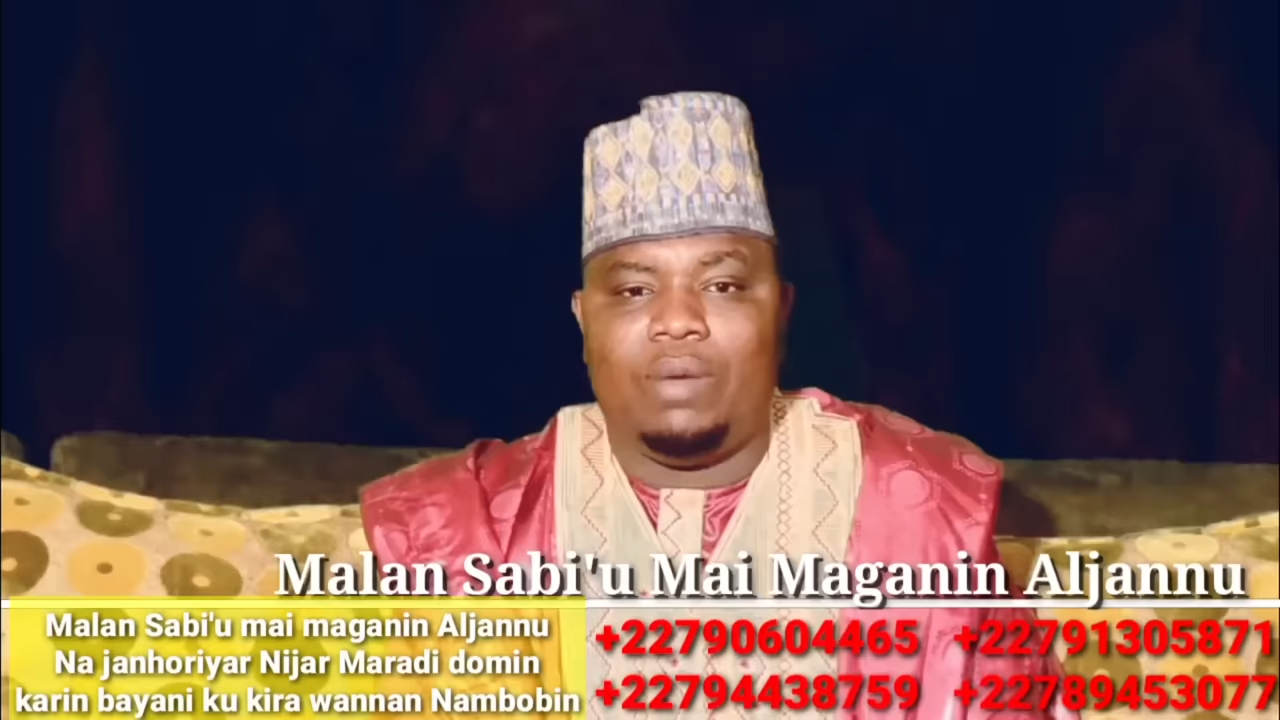 Malan Sabi'u Mai Maganin Aljannu
Malan Sabi'u mai maganin Aljannu
Na janhoriyar Nijar Maradi domin
karin bayani ku kira wannan Nambobin
+22790604465 +22791305871
+22794438759 +22789453077